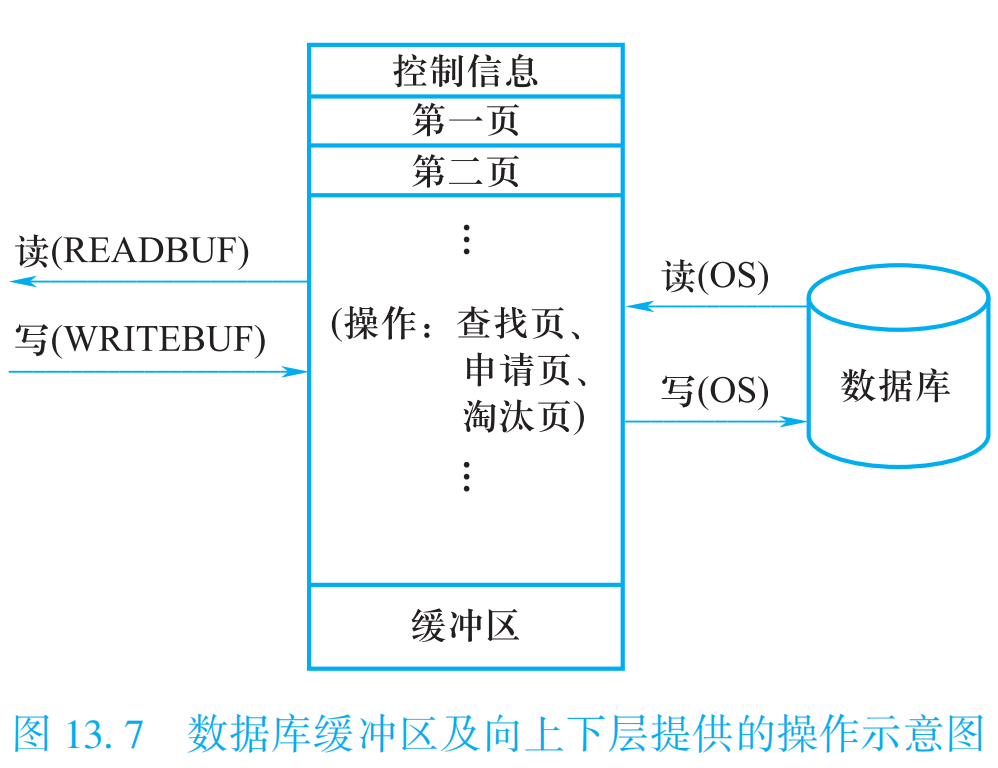 控制信息
第一页
第二页
⋮
读(READBUF)
写(WRITEBUF)
(操作：查找页、
申请页、
淘汰页)
⋮
缓冲区
读(OS)
写(OS)
数据库
图 13.7 数据库缓冲区及向上下层提供的操作示意图